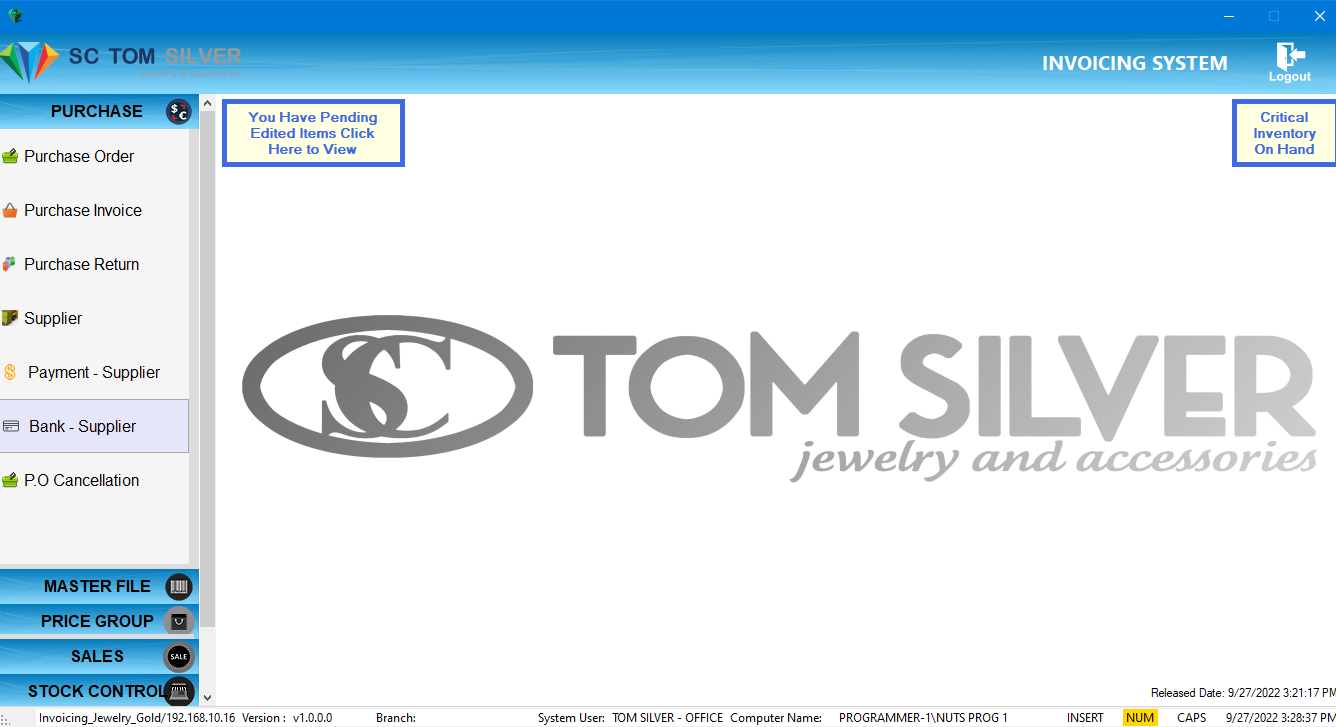 SC TOM SILVER
jewelry & accessories
INVOICING SYSTEM
Logout
PURCHASE
Purchase Order
Purchase Invoice
Purchase Return
Supplier
Payment - Supplier
Bank - Supplier
P.O Cancellation
MASTER FILE
PRICE GROUP
SALES
SALE
STOCK CONTROL
You Have Pending
Edited Items Click
Here to View
Critical
Inventory
On Hand
SC TOM SILVER
jewelry and accessories
Released Date: 9/27/2022 3:21:17 PM
Invoicing_Jewelry_Gold/192.168.10.16 Version : v1.0.0.0 Branch: System User: TOM SILVER - OFFICE Computer Name: PROGRAMMER-1\NUTS PROG 1 INSERT NUM CAPS 9/27/2022 3:28:37 PM